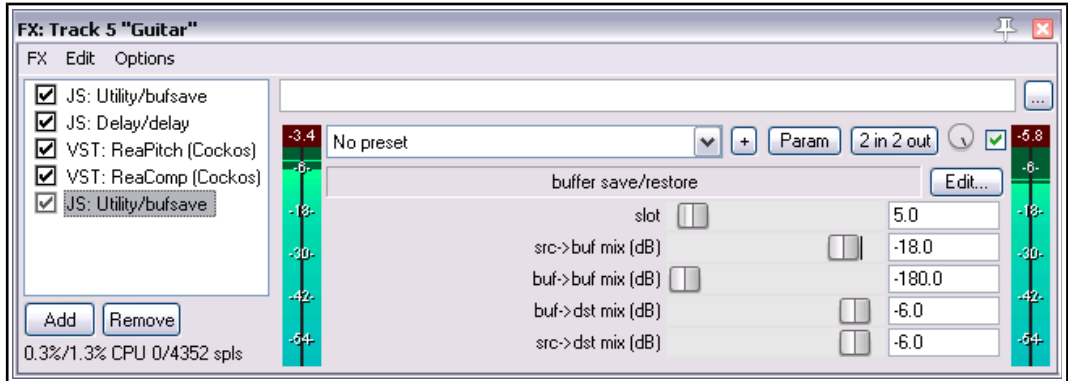 FX: Track 5 "Guitar"
FX Edit Options
JS: Utility/bufsave
JS: Delay/delay
VST: ReaPitch (Cockos)
VST: ReaComp (Cockos)
JS: Utility/bufsave
Add Remove
0.3%/1.3% CPU 0/4352 spls
...
-3.4 No preset + Param 2 in 2 out -5.8
-6- -6-
buffer save/restore Edit...
slot 5.0
-18- -18-
src->buf mix (dB) -18.0
-30- -30-
buf->buf mix (dB) -180.0
-42- -42-
buf->dst mix (dB) -6.0
src->dst mix (dB) -6.0
-54- -54-